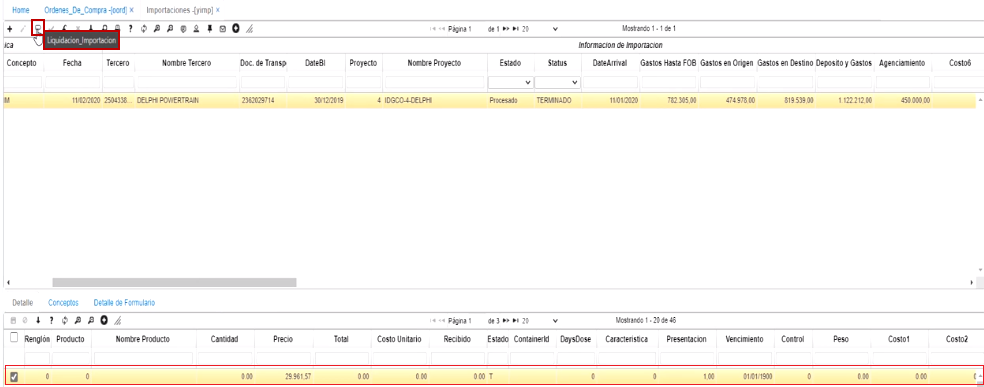 Home Ordenes_De_Compra -[oord] × Importaciones -[yimp] ×
Página 1 de 1 20 Mostrando 1 - 1 de 1
Liquidacion_Importacion
ica Informacion de Importacion
Concepto Fecha Tercero Nombre Tercero Doc. de Transp DateBl Proyecto Nombre Proyecto Estado Status DateArrival Gastos Hasta FOB Gastos en Origen Gastos en Destino Deposito y Gastos Agenciamiento Costo6
IM 11/02/2020 2504338... DELPHI POWERTRAIN 2362029714 30/12/2019 4 IDGCO-4-DELPHI Procesado TERMINADO 11/01/2020 782.305,00 474.978,00 819.539,00 1.122.212,00 450.000,00
Detalle Conceptos Detalle de Formulario
Página 1 de 3 20 Mostrando 1 - 20 de 46
Renglón Producto Nombre Producto Cantidad Precio Total Costo Unitario Recibido Estado ContainerId DaysDose Caracteristica Presentacion Vencimiento Control Peso Costo1 Costo2
0 0 0.00 29.961,57 0.00 0.00 0.00 T 0 0 1,00 01/01/1900 0 0.00 0.00